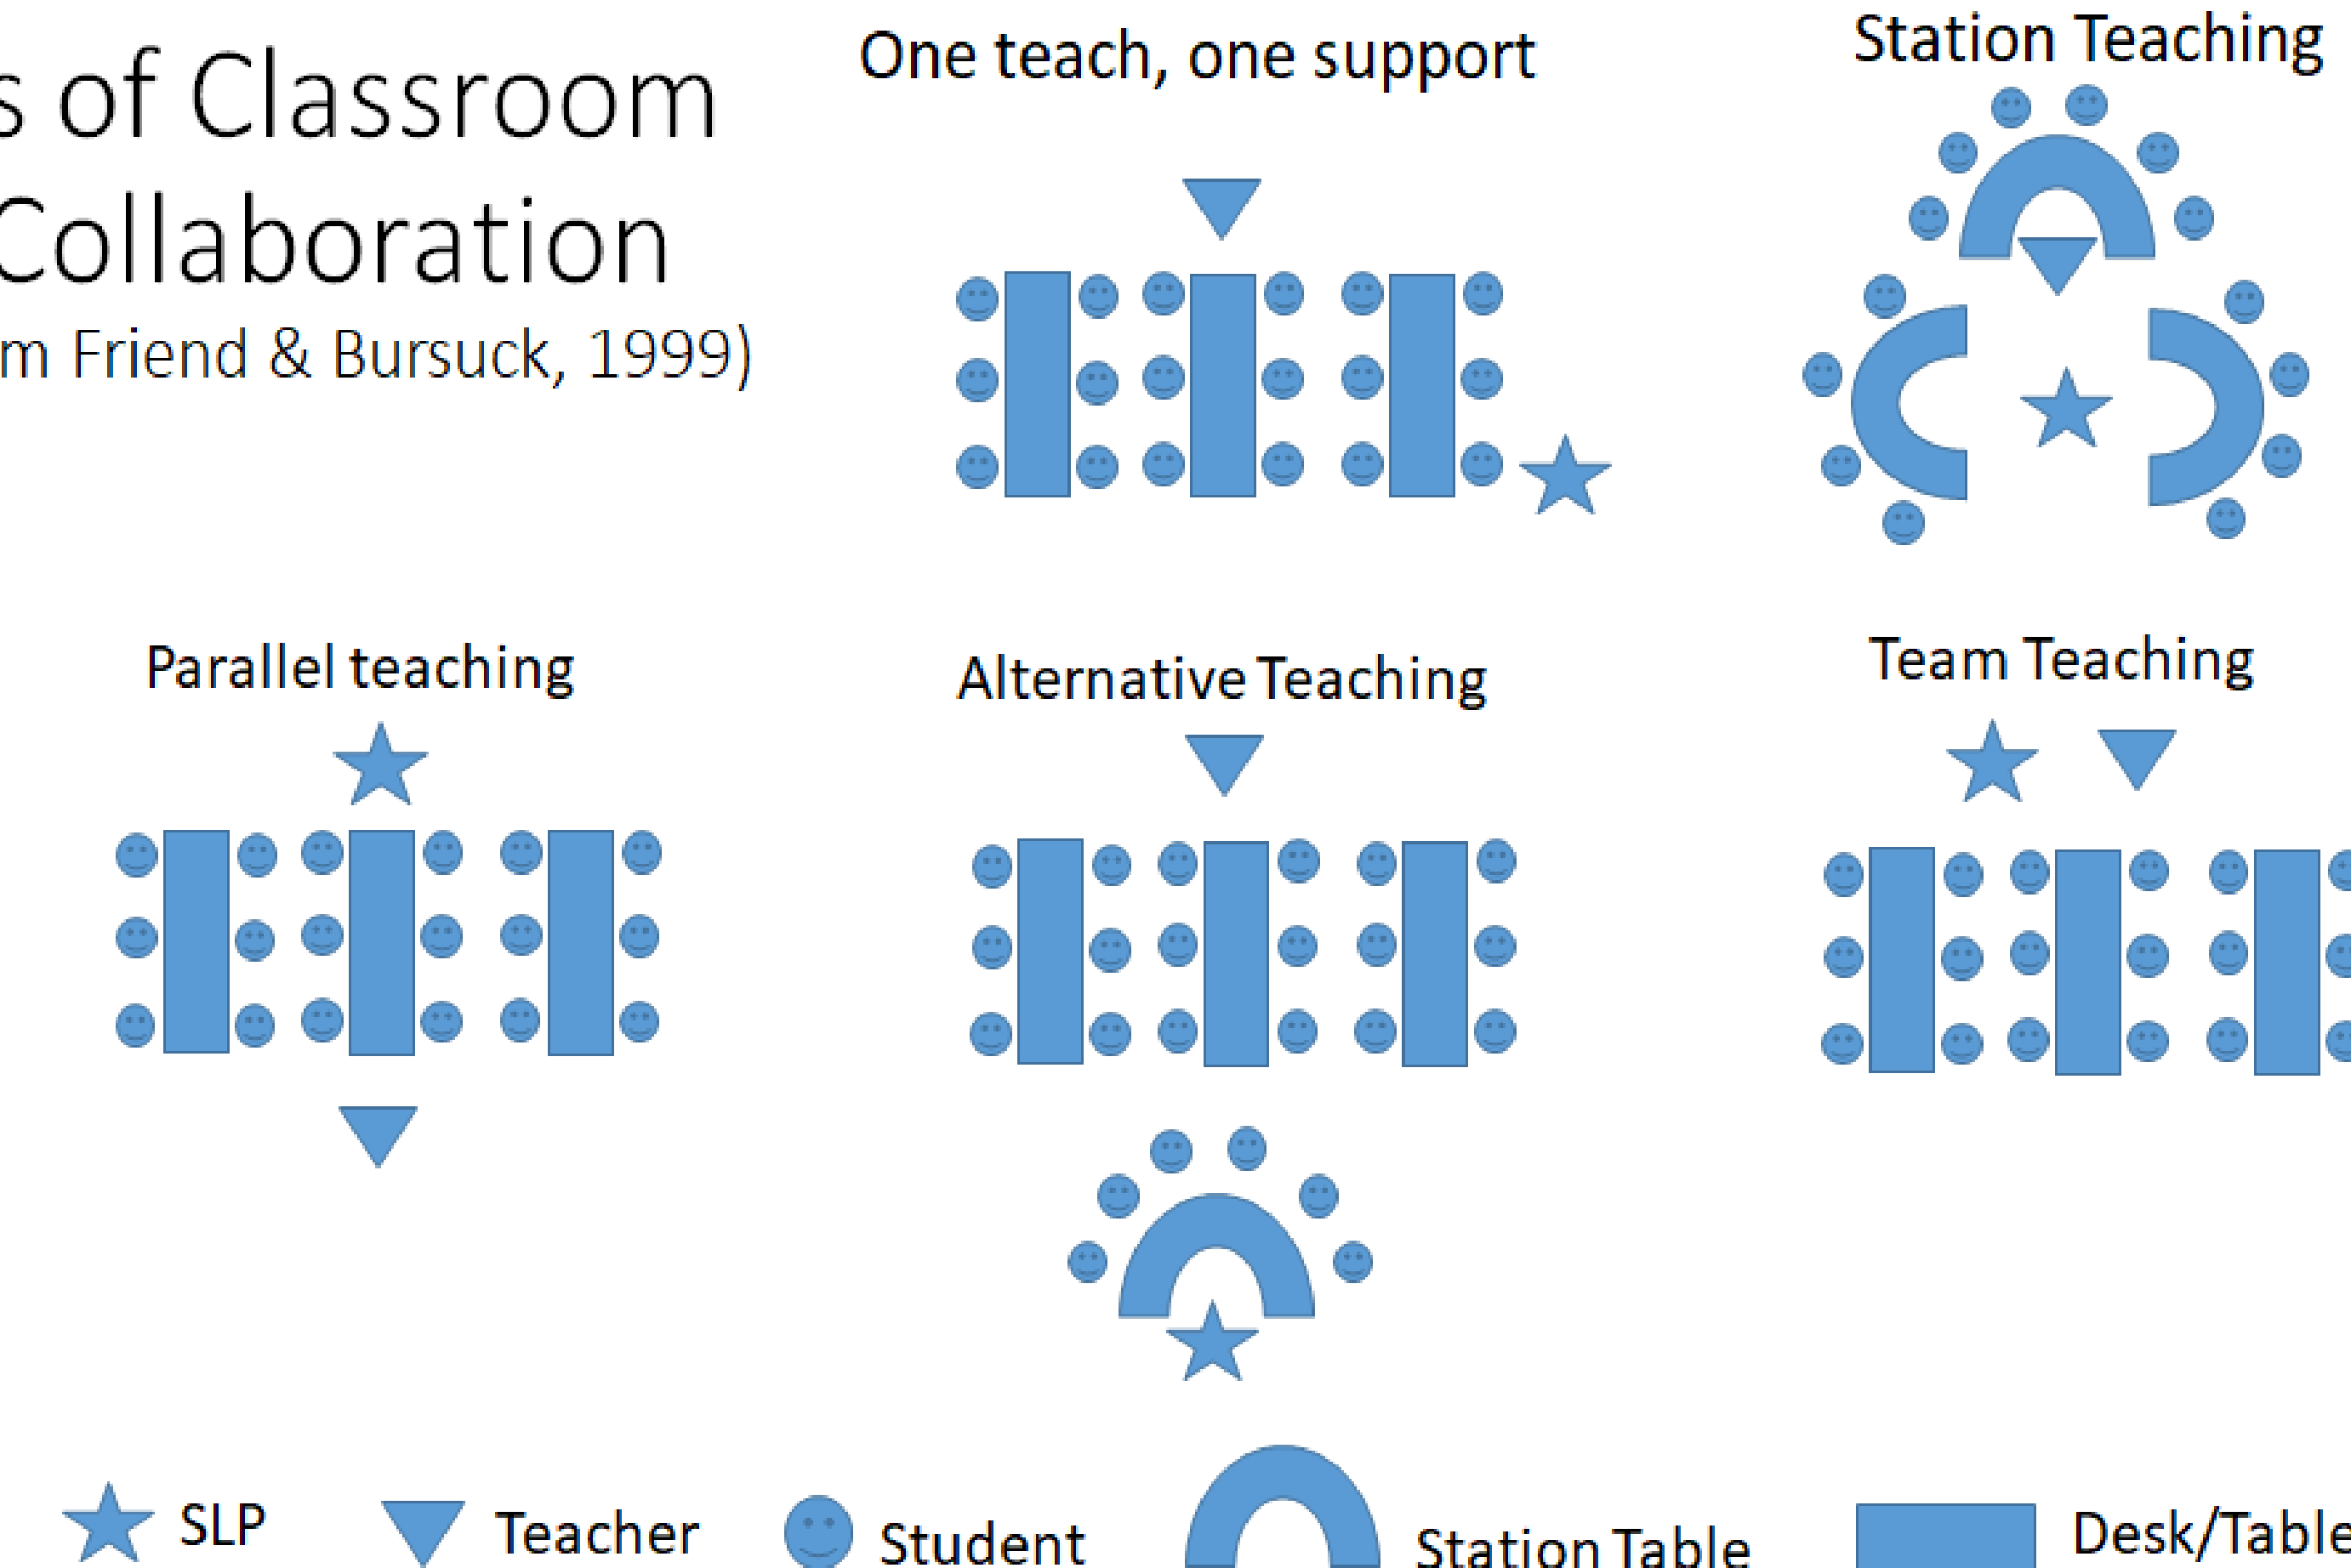 s of Classroom
Collaboration
m Friend & Bursuck, 1999)
One teach, one support
Station Teaching
Parallel teaching
Alternative Teaching
Team Teaching
SLP
Teacher
Student
Station Table
Desk/Table